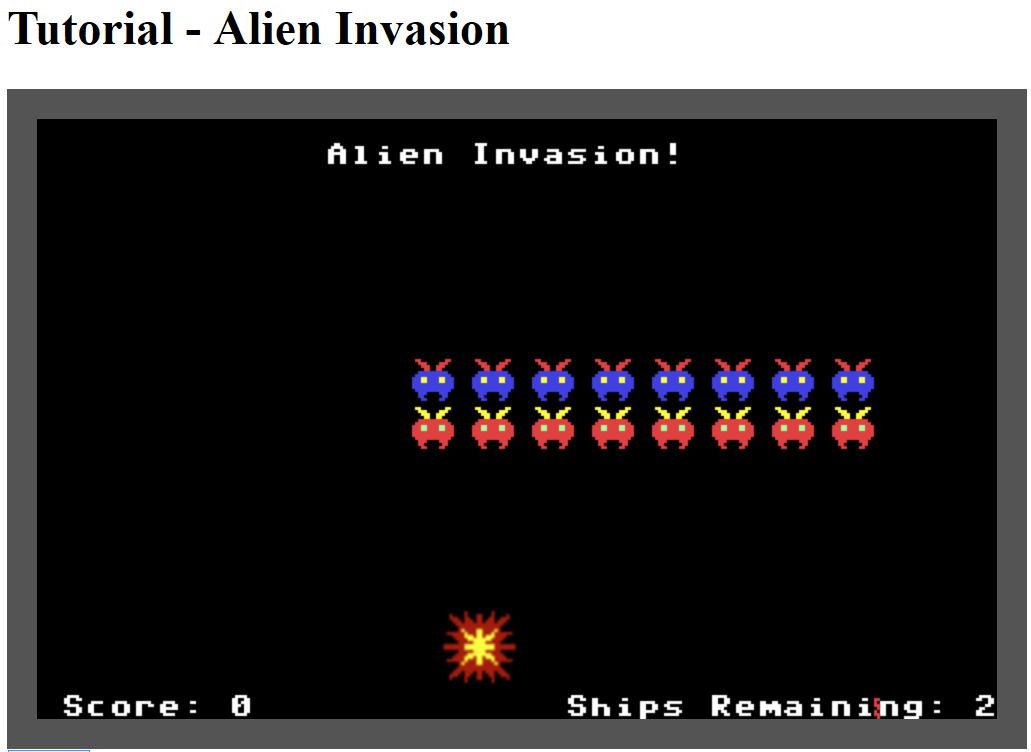 Tutorial - Alien Invasion
Alien Invasion!
Score: 0
Ships Remaining: 2